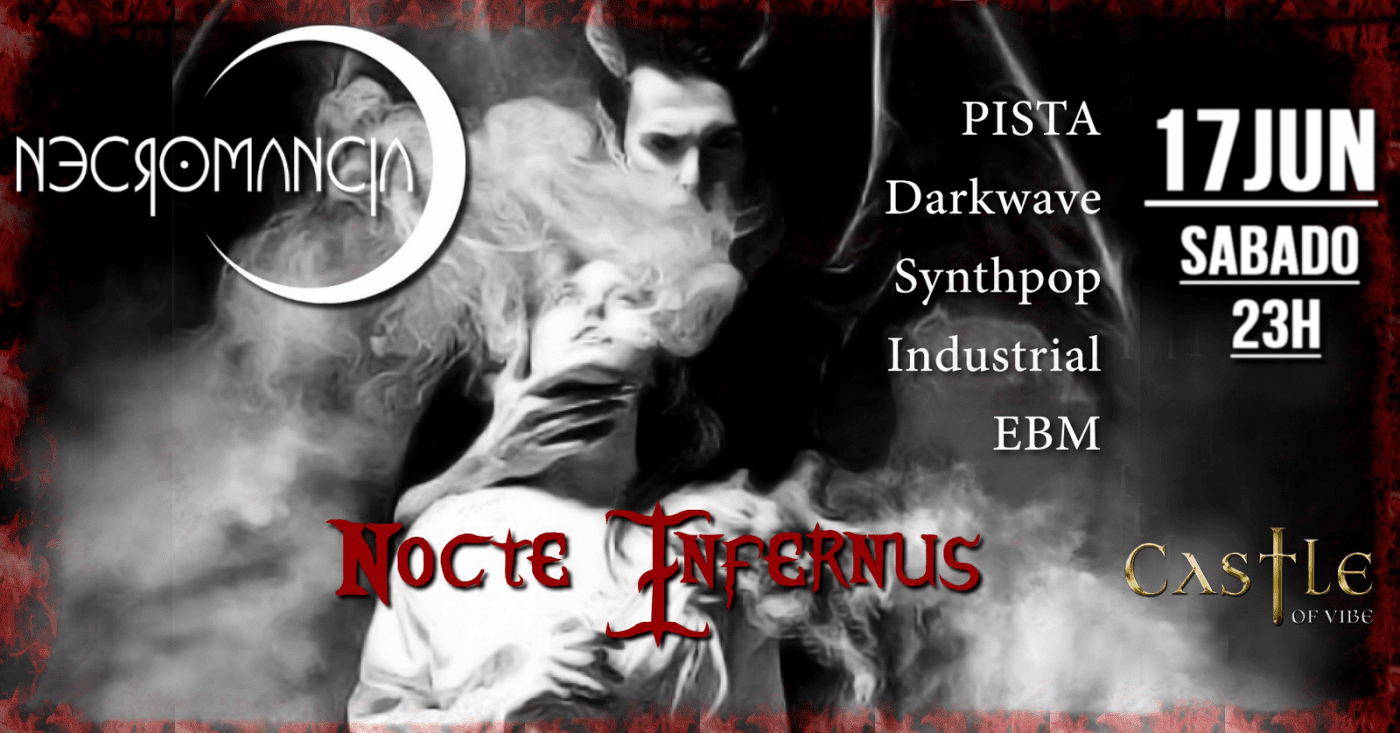 NECROMANCIA
PISTA
Darkwave
Synthpop
Industrial
EBM
17JUN
SABADO
23H
Nocte Infernus
CASTLE
OF VIBE